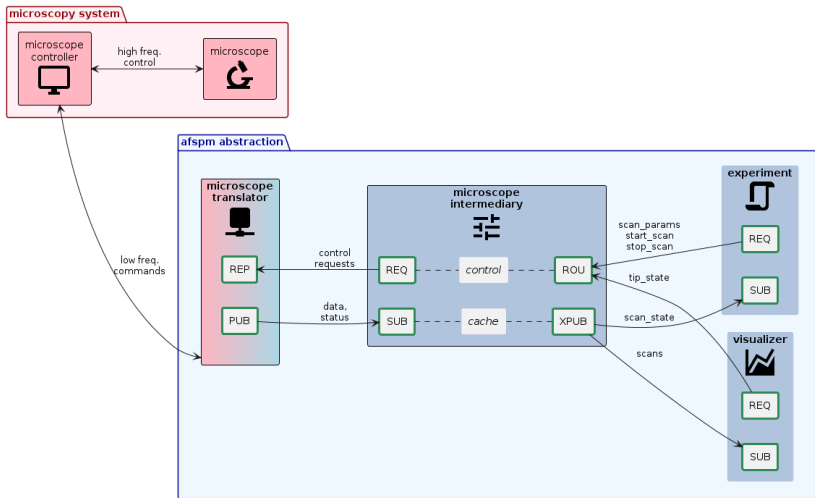 microscopy system
microscope
controller
high freq.
control
microscope
afspm abstraction
low freq.
commands
microscope
translator
REP
PUB
control
requests
data,
status
microscope
intermediary
REQ
control
ROU
SUB
cache
XPUB
scan_params
start_scan
stop_scan
tip_state
scan_state
scans
experiment
REQ
SUB
visualizer
REQ
SUB